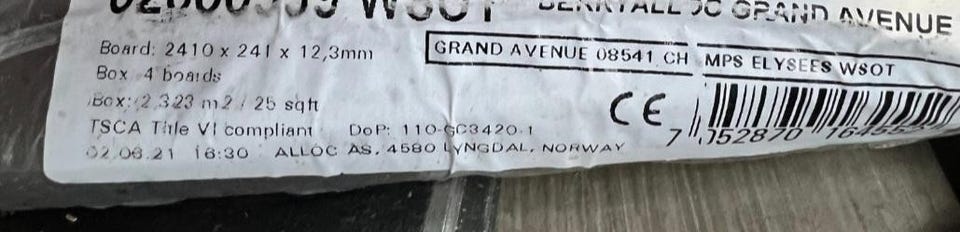 WSOT GRAND AVENUE
Board: 2410 x 241 x 12,3mm
Box 4 boards
Box: 2.323 m2 / 25 sqft
TSCA Title VI compliant DoP: 110-GC3420-1
02.06.21 16:30 ALLOC AS, 4580 LYNGDAL, NORWAY
GRAND AVENUE 08541 CH MPS ELYSEES WSOT
CE